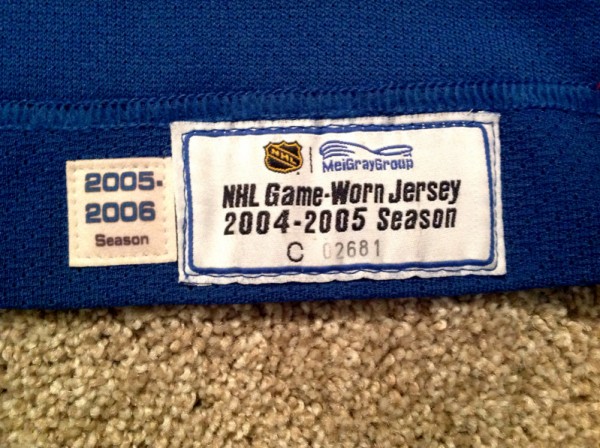 2005-
2006
Season
NHL
MeiGrayGroup
NHL Game-Worn Jersey
2004-2005 Season
C 02681